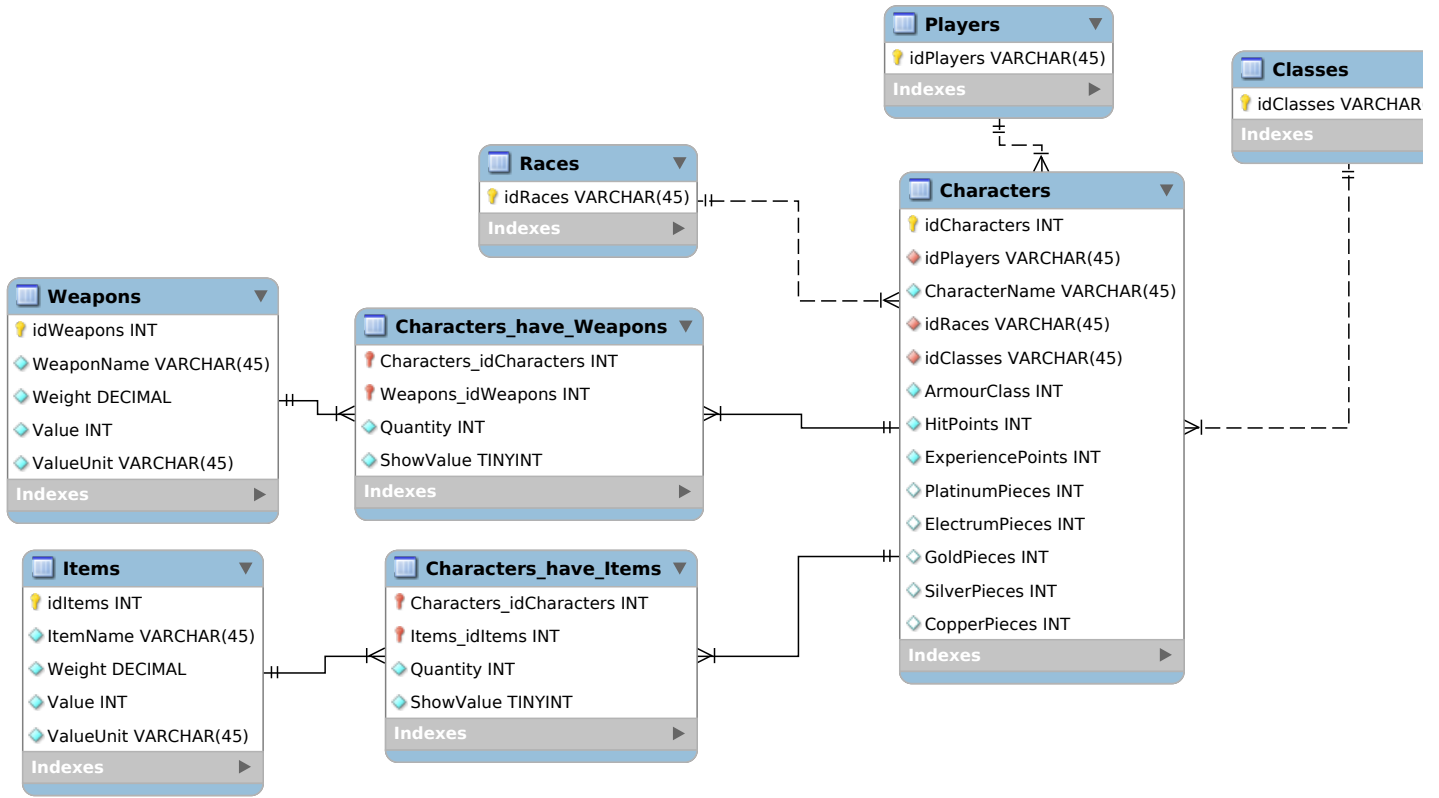 Players
idPlayers VARCHAR(45)
Indexes
Classes
idClasses VARCHAR
Indexes
Races
idRaces VARCHAR(45)
Indexes
Characters
idCharacters INT
idPlayers VARCHAR(45)
CharacterName VARCHAR(45)
idRaces VARCHAR(45)
idClasses VARCHAR(45)
ArmourClass INT
HitPoints INT
ExperiencePoints INT
PlatinumPieces INT
ElectrumPieces INT
GoldPieces INT
SilverPieces INT
CopperPieces INT
Indexes
Weapons
idWeapons INT
WeaponName VARCHAR(45)
Weight DECIMAL
Value INT
ValueUnit VARCHAR(45)
Indexes
Characters_have_Weapons
Characters_idCharacters INT
Weapons_idWeapons INT
Quantity INT
ShowValue TINYINT
Indexes
Items
idItems INT
ItemName VARCHAR(45)
Weight DECIMAL
Value INT
ValueUnit VARCHAR(45)
Indexes
Characters_have_Items
Characters_idCharacters INT
Items_idItems INT
Quantity INT
ShowValue TINYINT
Indexes